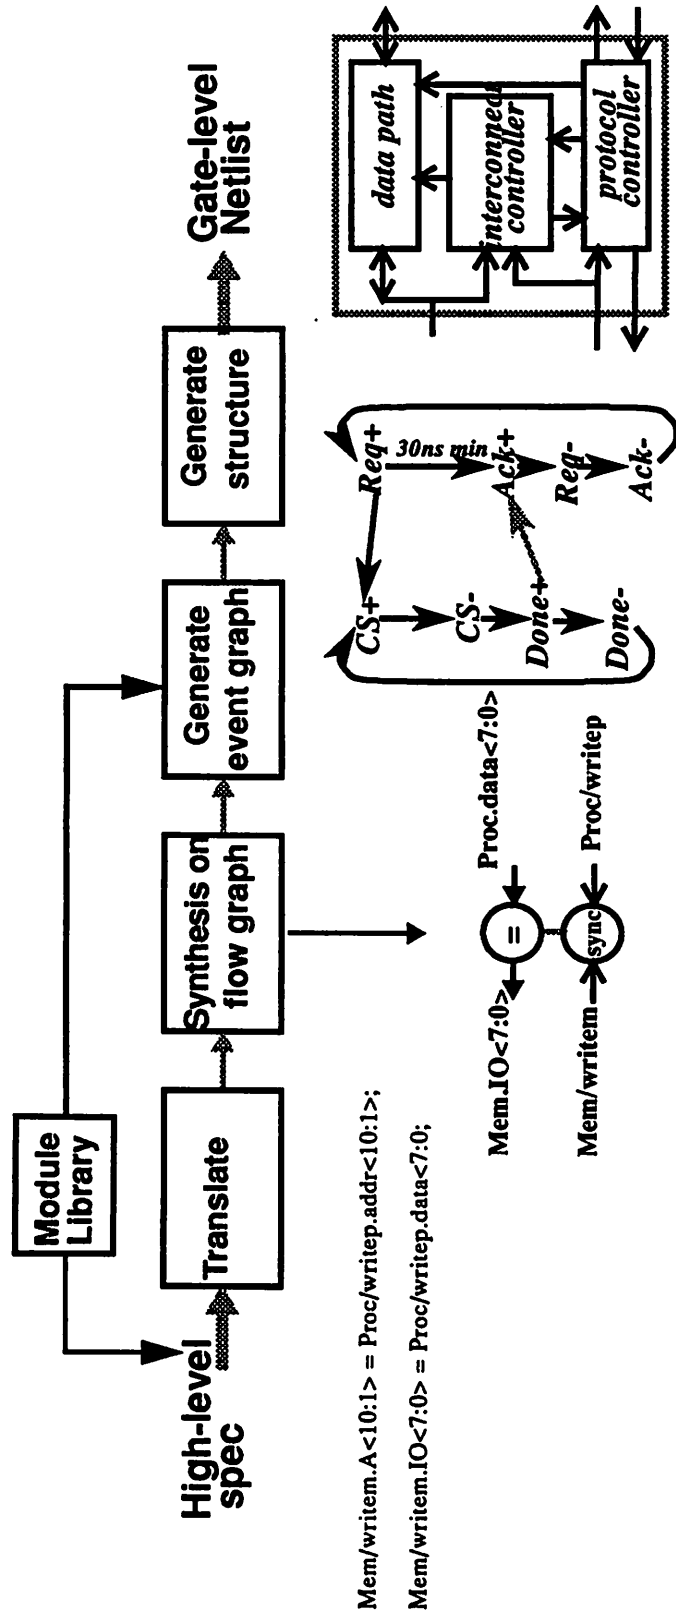 Module
Library
High-level
spec
Translate
Synthesis on
flow graph
Generate
event graph
Generate
structure
Gate-level
Netlist
Mem/writem.A<10:1> = Proc/writep.addr<10:1>;
Mem/writem.IO<7:0> = Proc/writep.data<7:0;
Mem.IO<7:0>
=
Proc.data<7:0>
Mem/writem
sync
Proc/writep
CS+
CS-
Done+
Done-
Req+
30ns min
Ack+
Req-
Ack-
data path
interconnect
controller
protocol
controller